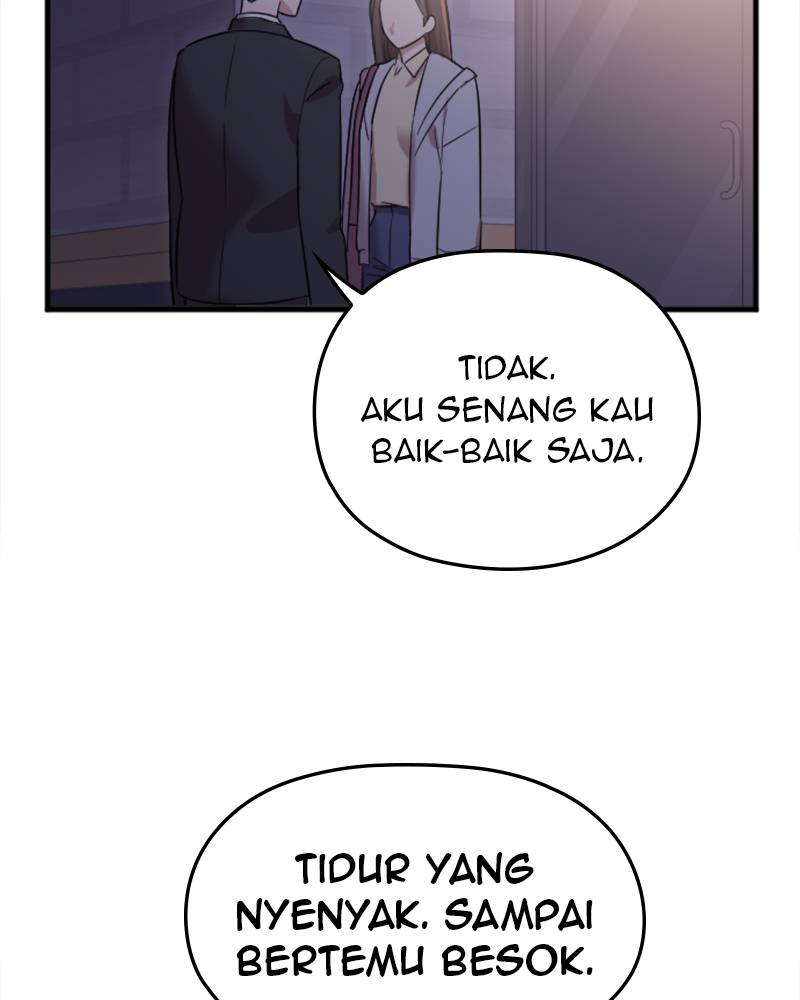 TIDAK.
AKU SENANG KAU
BAIK-BAIK SAJA.
TIDUR YANG
NYENYAK. SAMPAI
BERTEMU BESOK.